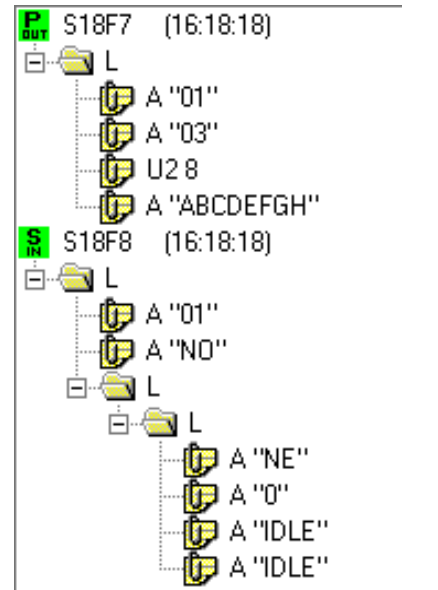 P OUT S18F7 (16:18:18)
L
A "01"
A "03"
U2 8
A "ABCDEFGH"
S IN S18F8 (16:18:18)
L
A "01"
A "NO"
L
L
A "NE"
A "0"
A "IDLE"
A "IDLE"